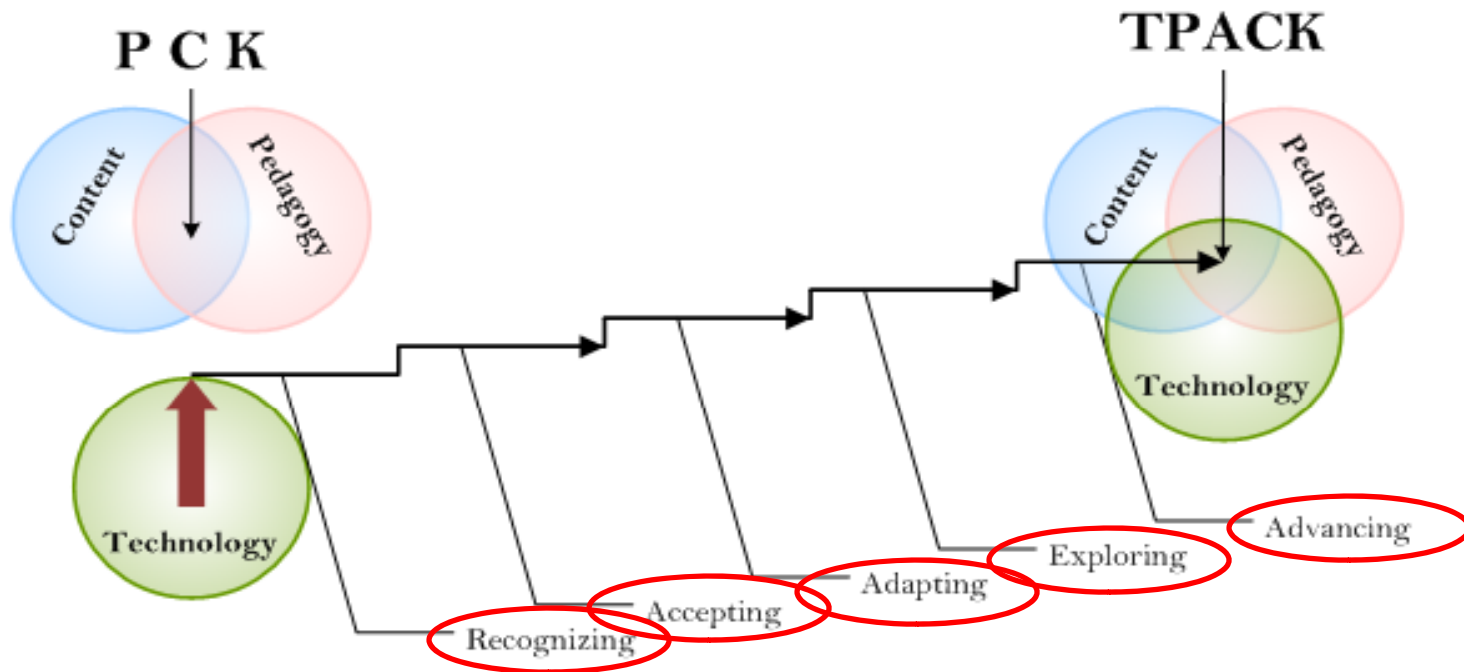 P C K
Content
Pedagogy
Technology
TPACK
Content
Pedagogy
Technology
Recognizing
Accepting
Adapting
Exploring
Advancing